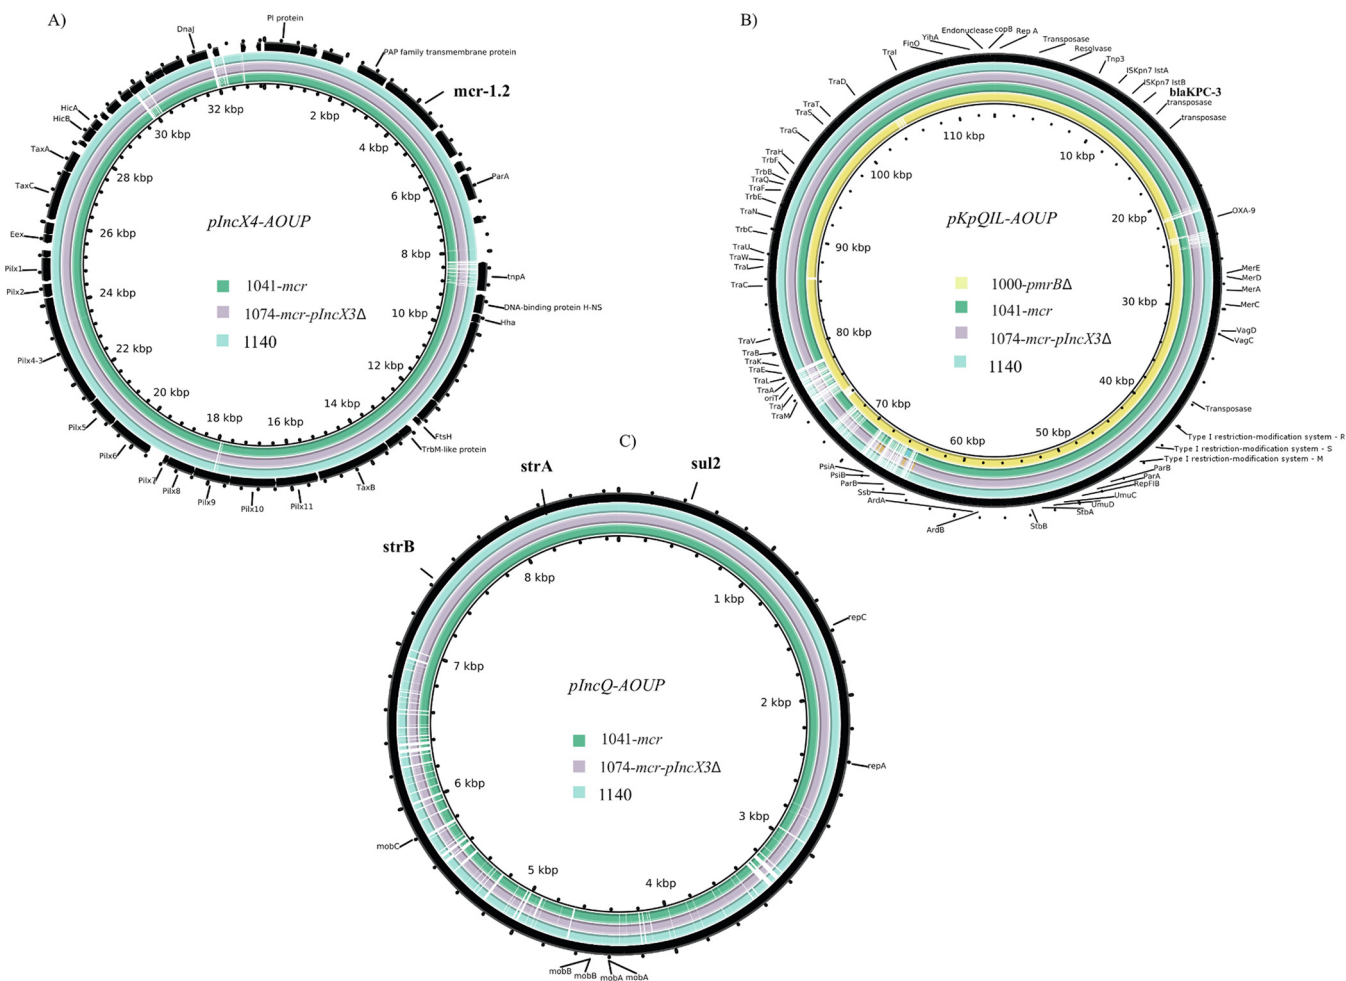 A)
PI protein
DnaJ
PAP family transmembrane protein
mcr-1.2
HicA
HicB
TaxA
TaxC
Eex
Pilx1
Pilx2
Pilx4-3
Pilx5
Pilx6
Pilx7
Pilx8
Pilx9
Pilx10
Pilx11
TaxB
TrbM-like protein
FtsH
Hha
DNA-binding protein H-NS
tnpA
ParA
32 kbp
2 kbp
4 kbp
6 kbp
8 kbp
10 kbp
12 kbp
14 kbp
16 kbp
18 kbp
20 kbp
22 kbp
24 kbp
26 kbp
28 kbp
30 kbp
pIncX4-AOUP
1041-mcr
1074-mcr-pIncX3Δ
1140
B)
Endonuclease
copB
Rep A
Transposase
Resolvase
Tnp3
ISKpn7 IstA
ISKpn7 IstB
blaKPC-3
transposase
transposase
OXA-9
MerE
MerD
MerA
MerC
VagD
VagC
Transposase
Type I restriction-modification system - R
Type I restriction-modification system - S
Type I restriction-modification system - M
ParB
ParA
RepFIB
UmuC
UmuD
StbA
StbB
ArdB
ArdA
Ssb
ParB
PsiB
PsiA
TraM
TraJ
oriT
TraA
TraL
TraE
TraK
TraB
TraV
TraC
TraL
TraW
TraU
TrbC
TraN
TrbE
TraF
TraQ
TrbB
TrbF
TraH
TraG
TraS
TraT
TraD
TraI
FinO
YihA
110 kbp
10 kbp
20 kbp
30 kbp
40 kbp
50 kbp
60 kbp
70 kbp
80 kbp
90 kbp
100 kbp
pKpQIL-AOUP
1000-pmrBΔ
1041-mcr
1074-mcr-pIncX3Δ
1140
C)
strA
sul2
strB
repC
repA
mobC
mobB
mobB
mobA
mobA
8 kbp
1 kbp
2 kbp
3 kbp
4 kbp
5 kbp
6 kbp
7 kbp
pIncQ-AOUP
1041-mcr
1074-mcr-pIncX3Δ
1140